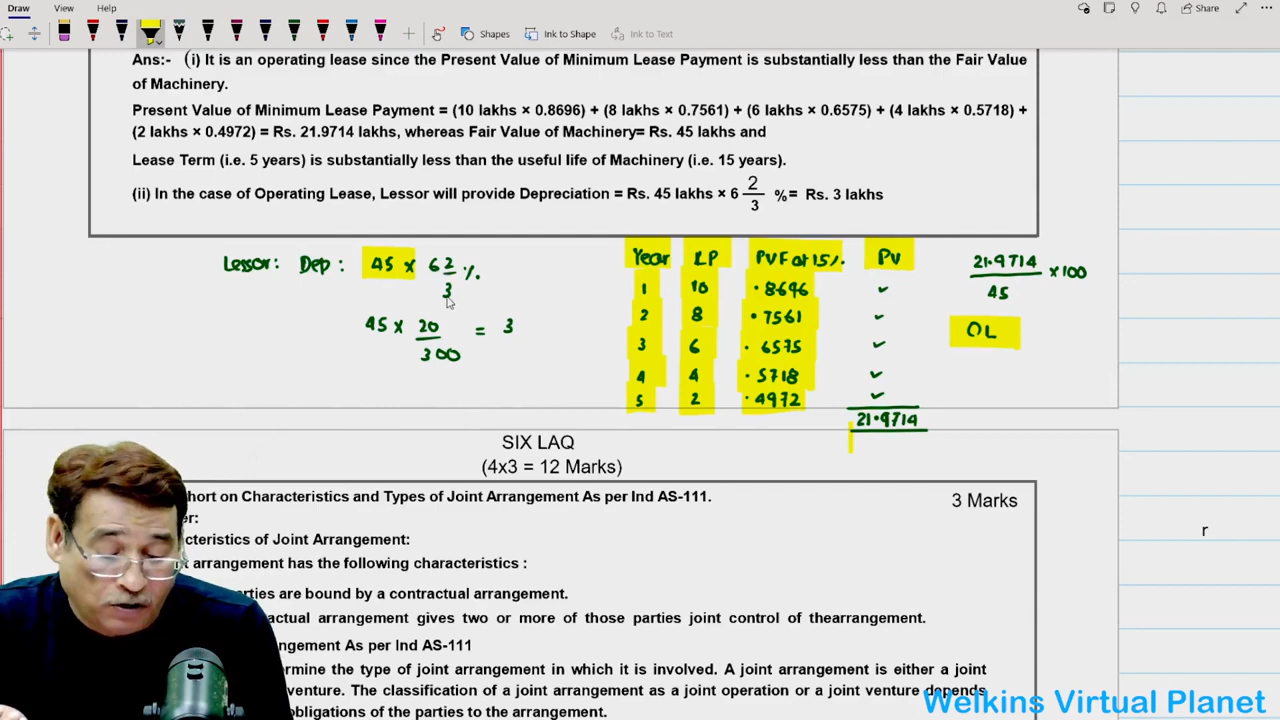 Draw View Help
Share
Shapes Ink to Shape Ink to Text
Ans:- (i) It is an operating lease since the Present Value of Minimum Lease Payment is substantially less than the Fair Value
of Machinery.
Present Value of Minimum Lease Payment = (10 lakhs × 0.8696) + (8 lakhs × 0.7561) + (6 lakhs × 0.6575) + (4 lakhs × 0.5718) +
(2 lakhs × 0.4972) = Rs. 21.9714 lakhs, whereas Fair Value of Machinery= Rs. 45 lakhs and
Lease Term (i.e. 5 years) is substantially less than the useful life of Machinery (i.e. 15 years).
(ii) In the case of Operating Lease, Lessor will provide Depreciation = Rs. 45 lakhs × 6 2/3 %= Rs. 3 lakhs
Lessor: Dep: 45 × 6 2/3 %
45 × 20/300 = 3
Year LP PVF at 15% PV
1 10 .8696 ✓
2 8 .7561 ✓
3 6 .6575 ✓
4 4 .5718 ✓
5 2 .4972 ✓
21.9714
21.9714/45 ×100
OL
SIX LAQ
(4x3 = 12 Marks)
hort on Characteristics and Types of Joint Arrangement As per Ind AS-111. 3 Marks
er:
cteristics of Joint Arrangement:
t arrangement has the following characteristics :
arties are bound by a contractual arrangement.
actual arrangement gives two or more of those parties joint control of thearrangement.
ngement As per Ind AS-111
ermine the type of joint arrangement in which it is involved. A joint arrangement is either a joint
venture. The classification of a joint arrangement as a joint operation or a joint venture depends
obligations of the parties to the arrangement.
r
Welkins Virtual Planet